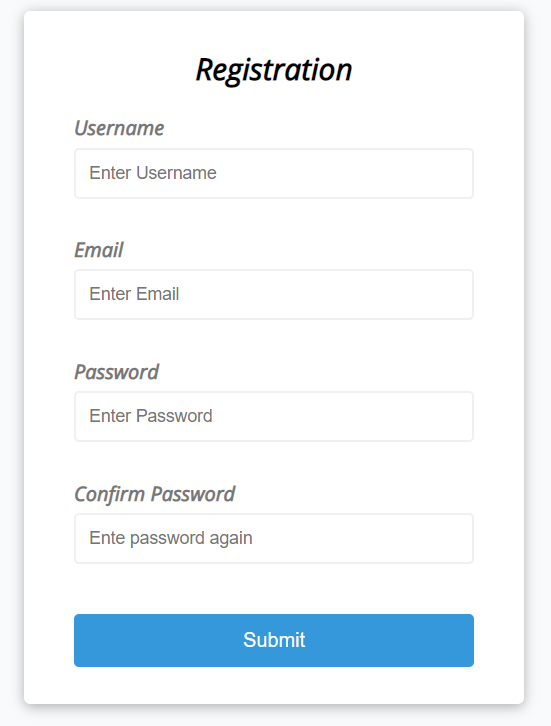 Registration
Username
Enter Username
Email
Enter Email
Password
Enter Password
Confirm Password
Ente password again
Submit